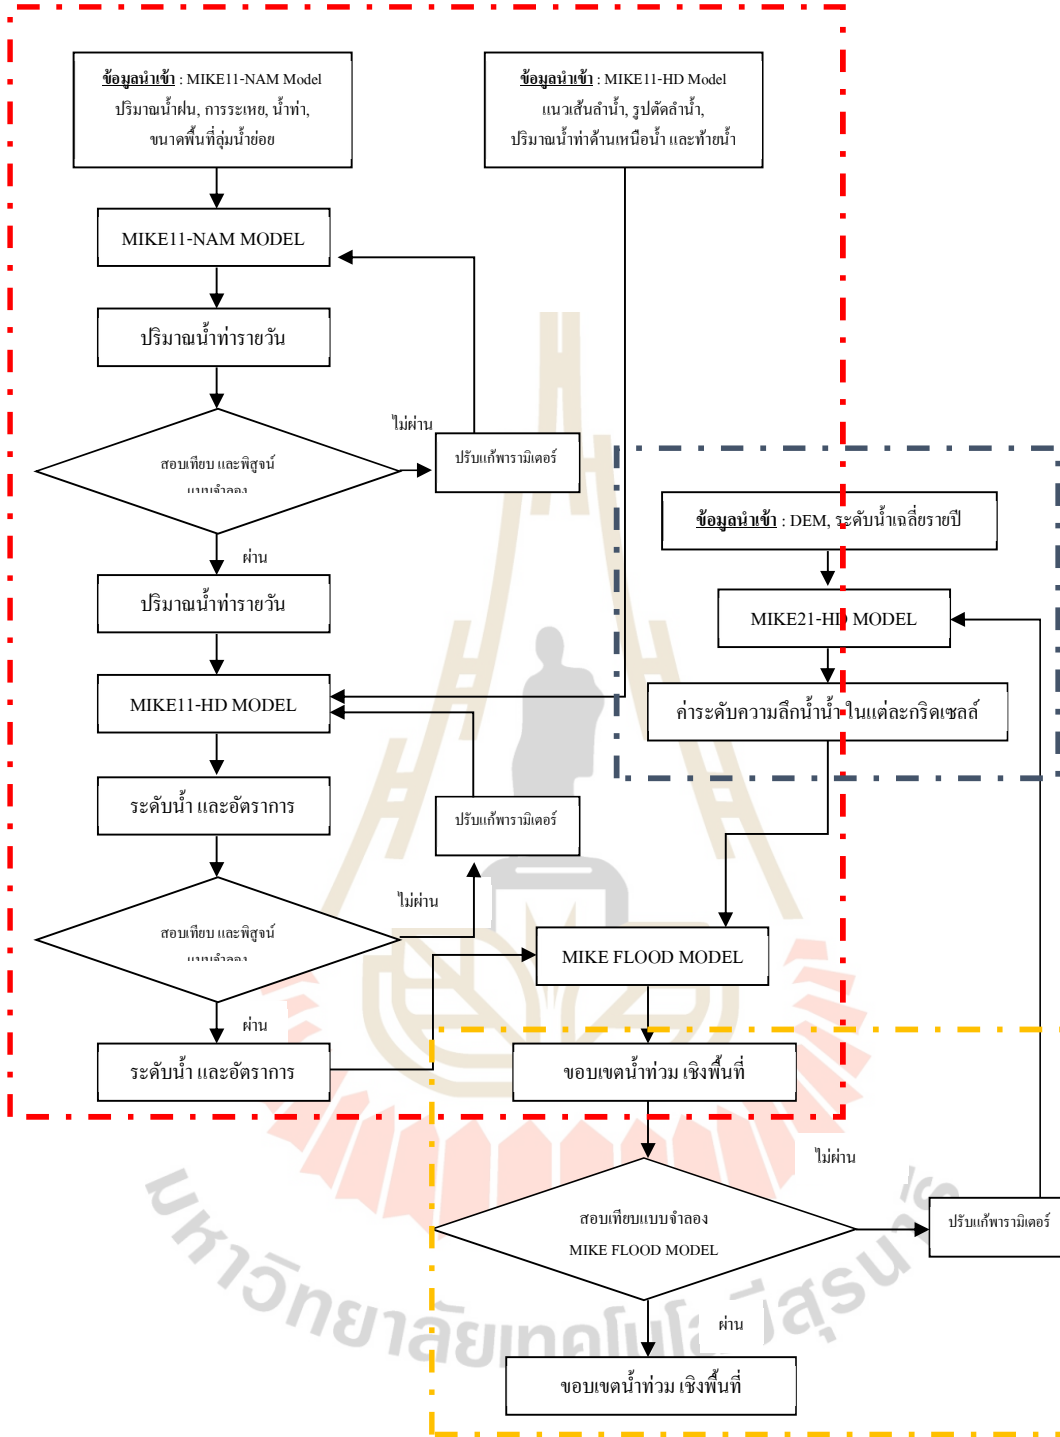 ข้อมูลนำเข้า : MIKE11-NAM Model
ปริมาณน้ำฝน, การระเหย, น้ำท่า,
ขนาดพื้นที่ลุ่มน้ำย่อย
ข้อมูลนำเข้า : MIKE11-HD Model
แนวเส้นลำน้ำ, รูปตัดลำน้ำ,
ปริมาณน้ำท่าด้านเหนือน้ำ และท้ายน้ำ
MIKE11-NAM MODEL
ปริมาณน้ำท่ารายวัน
ไม่ผ่าน
สอบเทียบ และพิสูจน์
แบบจำลอง
ปรับแก้พารามิเตอร์
ผ่าน
ข้อมูลนำเข้า : DEM, ระดับน้ำเฉลี่ยรายปี
ปริมาณน้ำท่ารายวัน
MIKE21-HD MODEL
MIKE11-HD MODEL
ค่าระดับความลึกน้ำน้ำ ในแต่ละกริดเซลล์
ระดับน้ำ และอัตราการ
ปรับแก้พารามิเตอร์
ไม่ผ่าน
สอบเทียบ และพิสูจน์
แบบจำลอง
MIKE FLOOD MODEL
ผ่าน
ระดับน้ำ และอัตราการ
ขอบเขตน้ำท่วม เชิงพื้นที่
ไม่ผ่าน
สอบเทียบแบบจำลอง
MIKE FLOOD MODEL
ปรับแก้พารามิเตอร์
ผ่าน
ขอบเขตน้ำท่วม เชิงพื้นที่